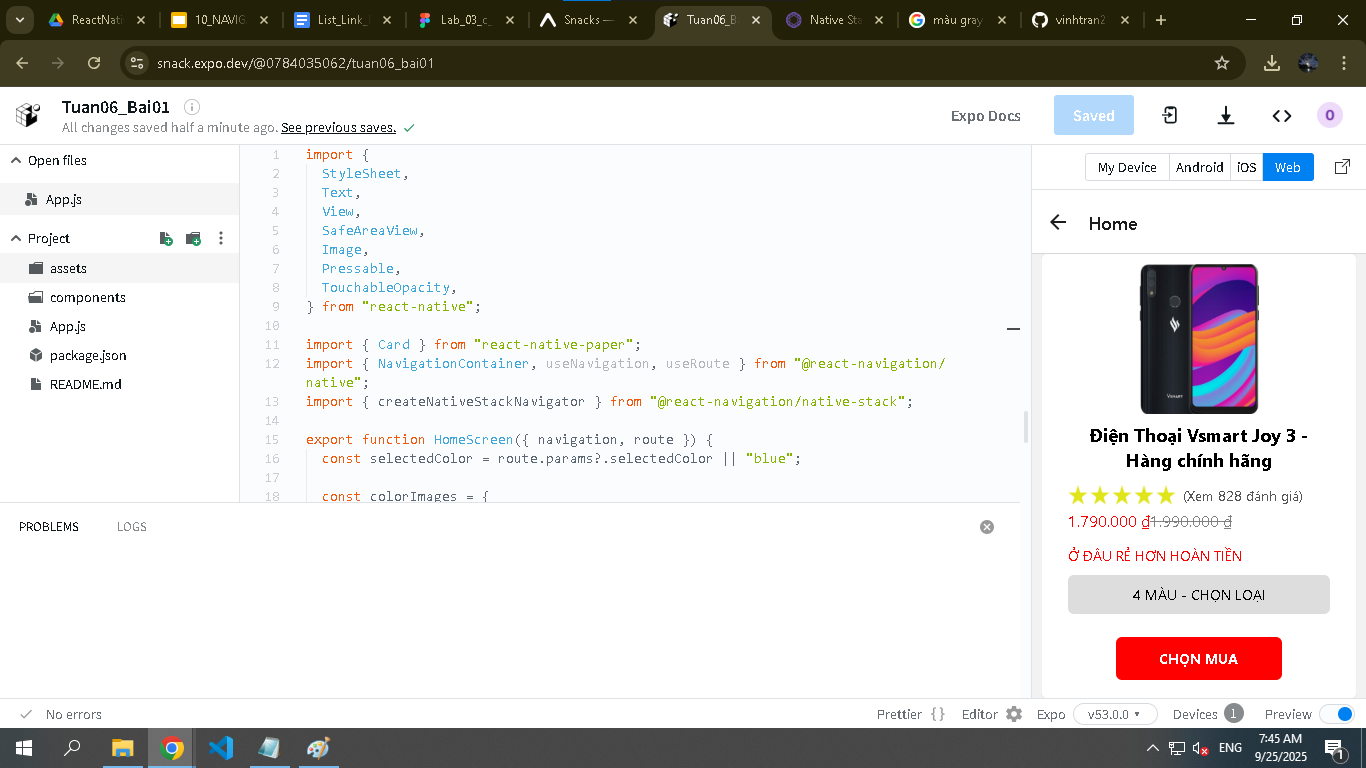 ReactNati
10_NAVIG
List_Link_
Lab_03_c_
Snacks —
Tuan06_B
Native Sta
màu gray
vinhtran2
snack.expo.dev/@0784035062/tuan06_bai01
Tuan06_Bai01
All changes saved half a minute ago. See previous saves.
Expo Docs
Saved
O
Open files
App.js
Project
assets
components
App.js
package.json
README.md
1 import {
2 StyleSheet,
3 Text,
4 View,
5 SafeAreaView,
6 Image,
7 Pressable,
8 TouchableOpacity,
9 } from "react-native";
10
11 import { Card } from "react-native-paper";
12 import { NavigationContainer, useNavigation, useRoute } from "@react-navigation/
native";
13 import { createNativeStackNavigator } from "@react-navigation/native-stack";
14
15 export function HomeScreen({ navigation, route }) {
16 const selectedColor = route.params?.selectedColor || "blue";
17
18 const colorImages = {
My Device
Android
iOS
Web
Home
Vsmart
Điện Thoại Vsmart Joy 3 -
Hàng chính hãng
(Xem 828 đánh giá)
1.790.000 ₫1.990.000 ₫
Ở ĐÂU RẺ HƠN HOÀN TIỀN
4 MÀU - CHỌN LOẠI
CHỌN MUA
PROBLEMS
LOGS
No errors
Prettier {}
Editor
Expo
v53.0.0
Devices 1
Preview
ENG
7:45 AM
9/25/2025
1